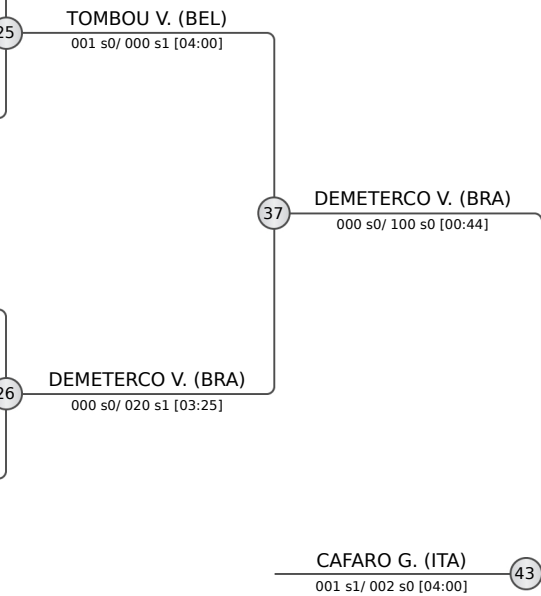 25
TOMBOU V. (BEL)
001 s0/ 000 s1 [04:00]
37
DEMETERCO V. (BRA)
000 s0/ 100 s0 [00:44]
26
DEMETERCO V. (BRA)
000 s0/ 020 s1 [03:25]
CAFARO G. (ITA)
001 s1/ 002 s0 [04:00]
43